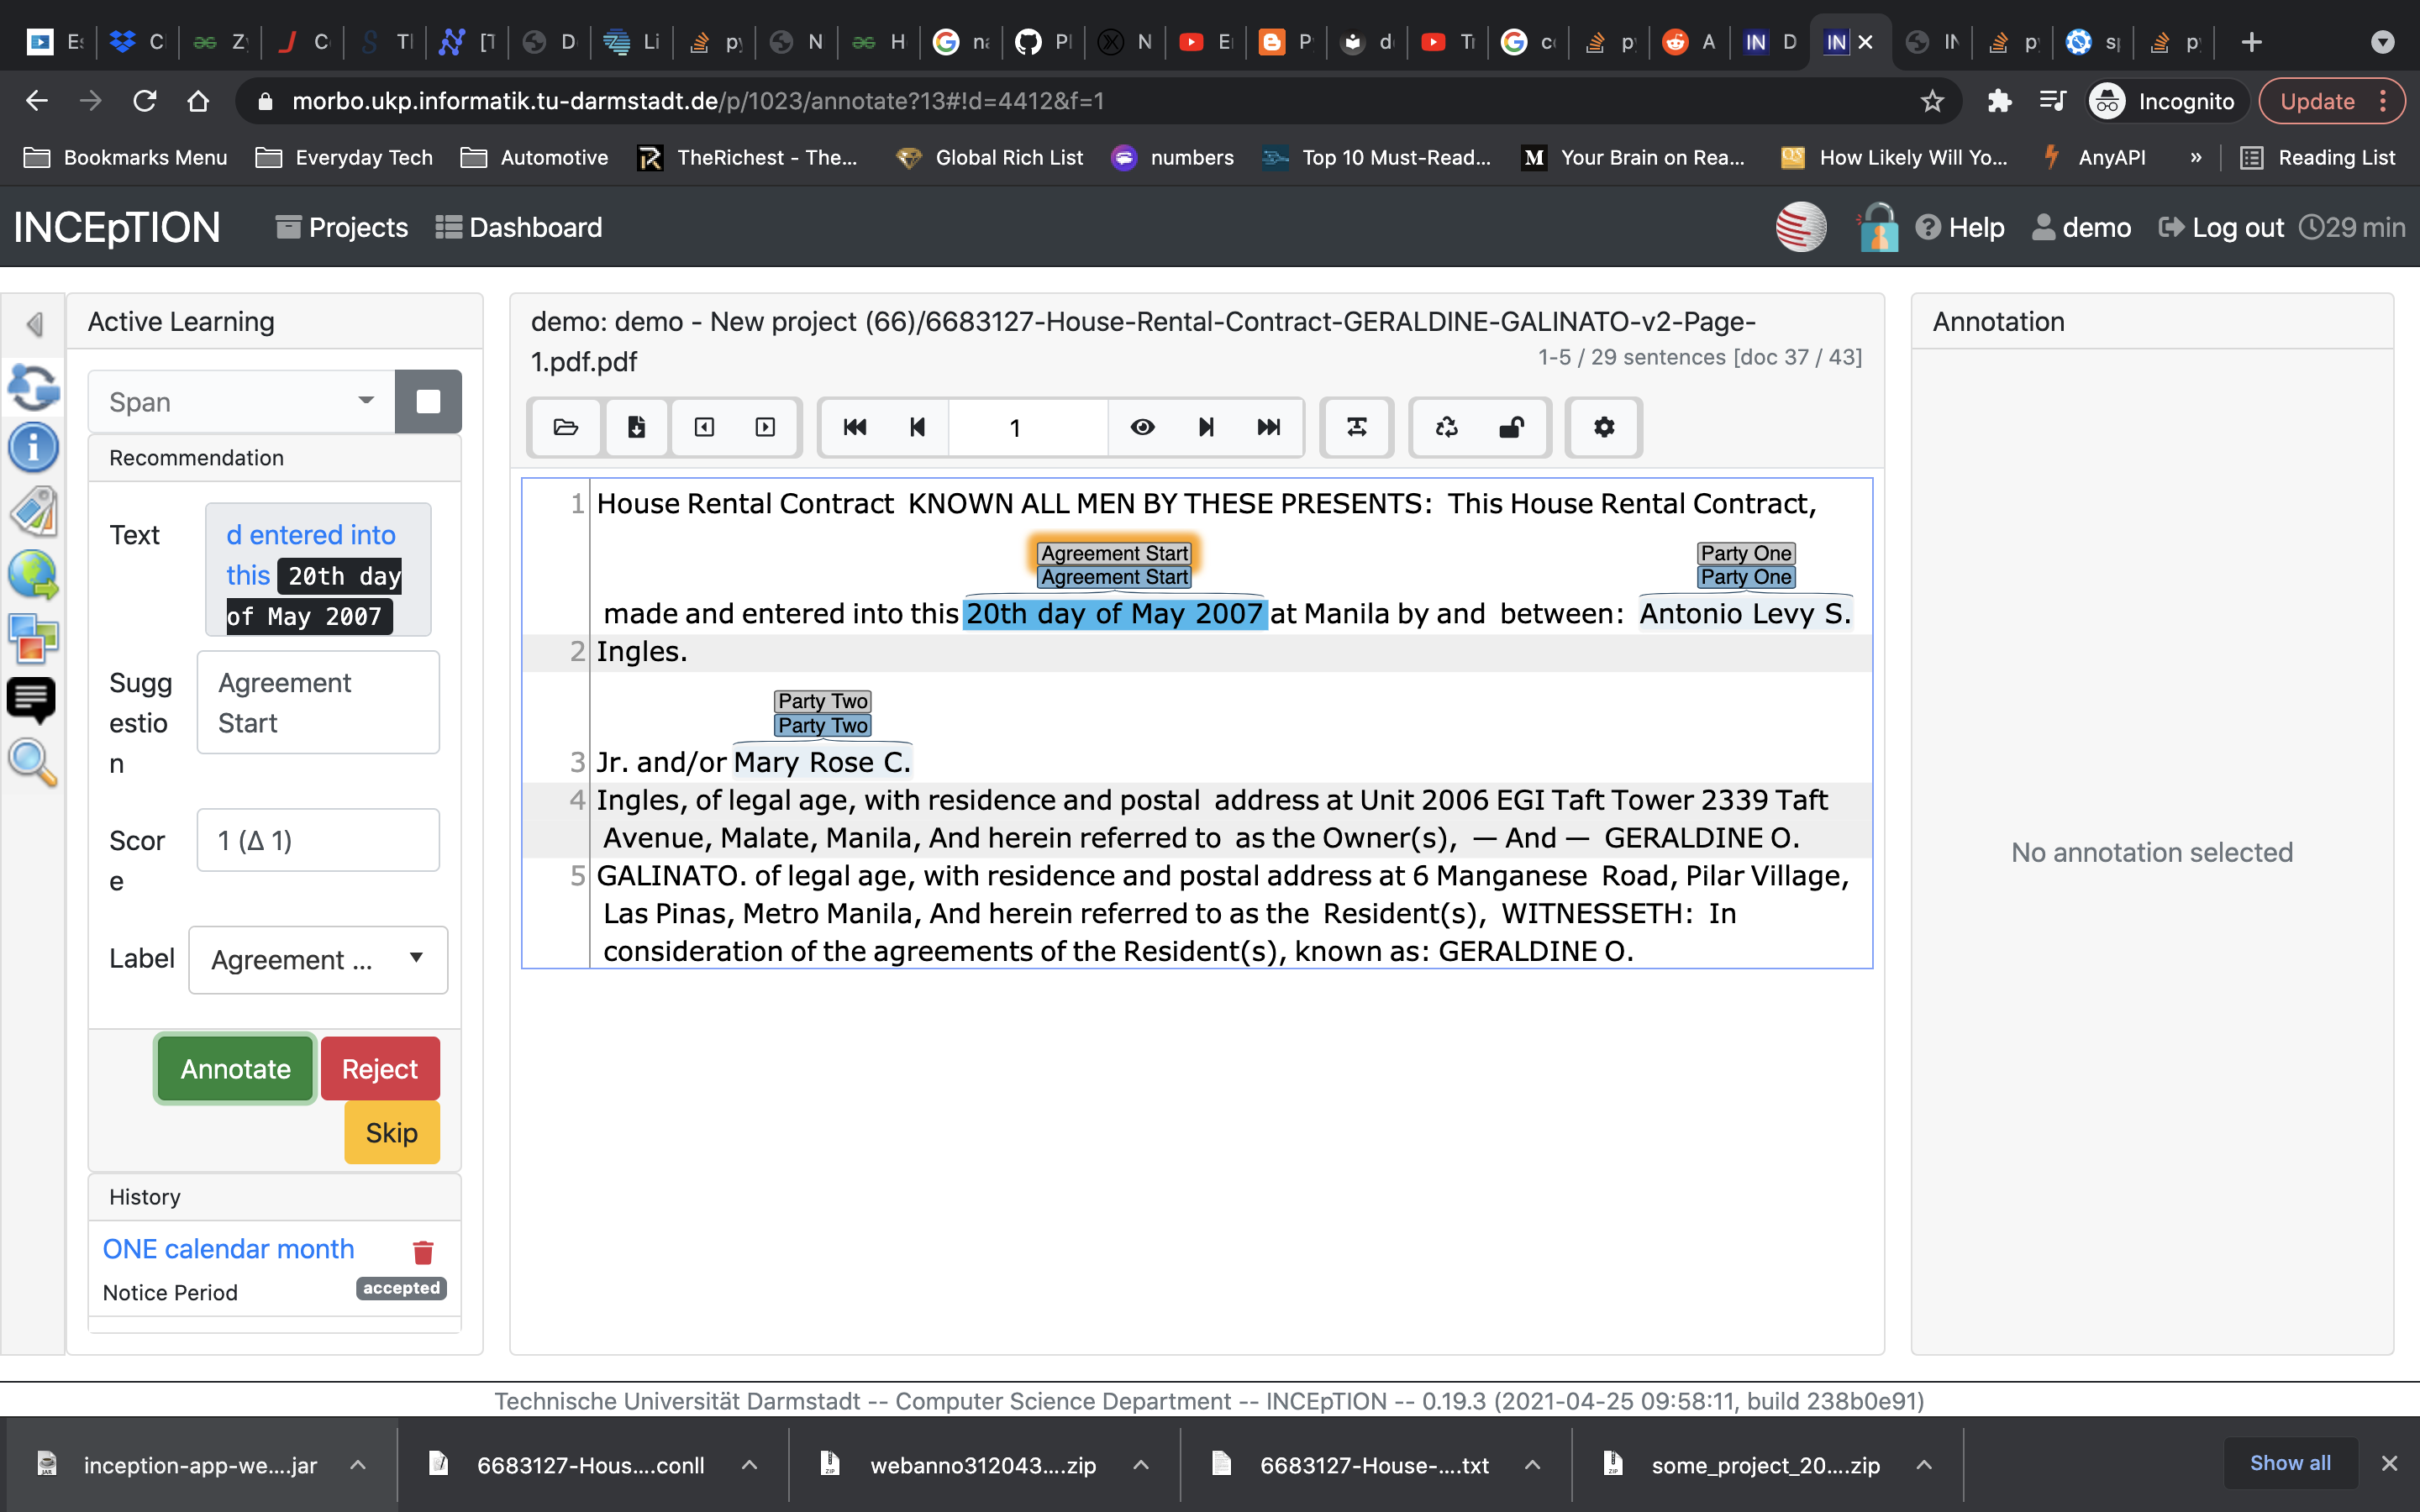 Es
C
Zy
C
Tl
[T
D
Li
py
N
H
na
Pl
N
E
P
d
Tr
c
p
A
D
IN
py
sp
py
morbo.ukp.informatik.tu-darmstadt.de/p/1023/annotate?13#!d=4412&f=1
Incognito
Update
Bookmarks Menu
Everyday Tech
Automotive
TheRichest - The...
Global Rich List
numbers
Top 10 Must-Read...
Your Brain on Rea...
How Likely Will Yo...
AnyAPI
»
Reading List
INCEpTION
Projects
Dashboard
Help
demo
Log out
29 min
Active Learning
Span
Recommendation
Text
d entered into
this 20th day
of May 2007
Sugg
estio
n
Agreement
Start
Scor
e
1 (Δ 1)
Label
Agreement ...
Annotate
Reject
Skip
History
ONE calendar month
Notice Period
accepted
demo: demo - New project (66)/6683127-House-Rental-Contract-GERALDINE-GALINATO-v2-Page-
1.pdf.pdf
1-5 / 29 sentences [doc 37 / 43]
1
1 House Rental Contract KNOWN ALL MEN BY THESE PRESENTS: This House Rental Contract,
Agreement Start
Party One
Agreement Start
Party One
made and entered into this 20th day of May 2007 at Manila by and between: Antonio Levy S.
2 Ingles.
Party Two
Party Two
3 Jr. and/or Mary Rose C.
4 Ingles, of legal age, with residence and postal address at Unit 2006 EGI Taft Tower 2339 Taft
Avenue, Malate, Manila, And herein referred to as the Owner(s), — And — GERALDINE O.
5 GALINATO. of legal age, with residence and postal address at 6 Manganese Road, Pilar Village,
Las Pinas, Metro Manila, And herein referred to as the Resident(s), WITNESSETH: In
consideration of the agreements of the Resident(s), known as: GERALDINE O.
Annotation
No annotation selected
Technische Universität Darmstadt -- Computer Science Department -- INCEpTION -- 0.19.3 (2021-04-25 09:58:11, build 238b0e91)
inception-app-we....jar
6683127-Hous....conll
webanno312043....zip
6683127-House-....txt
some_project_20....zip
Show all